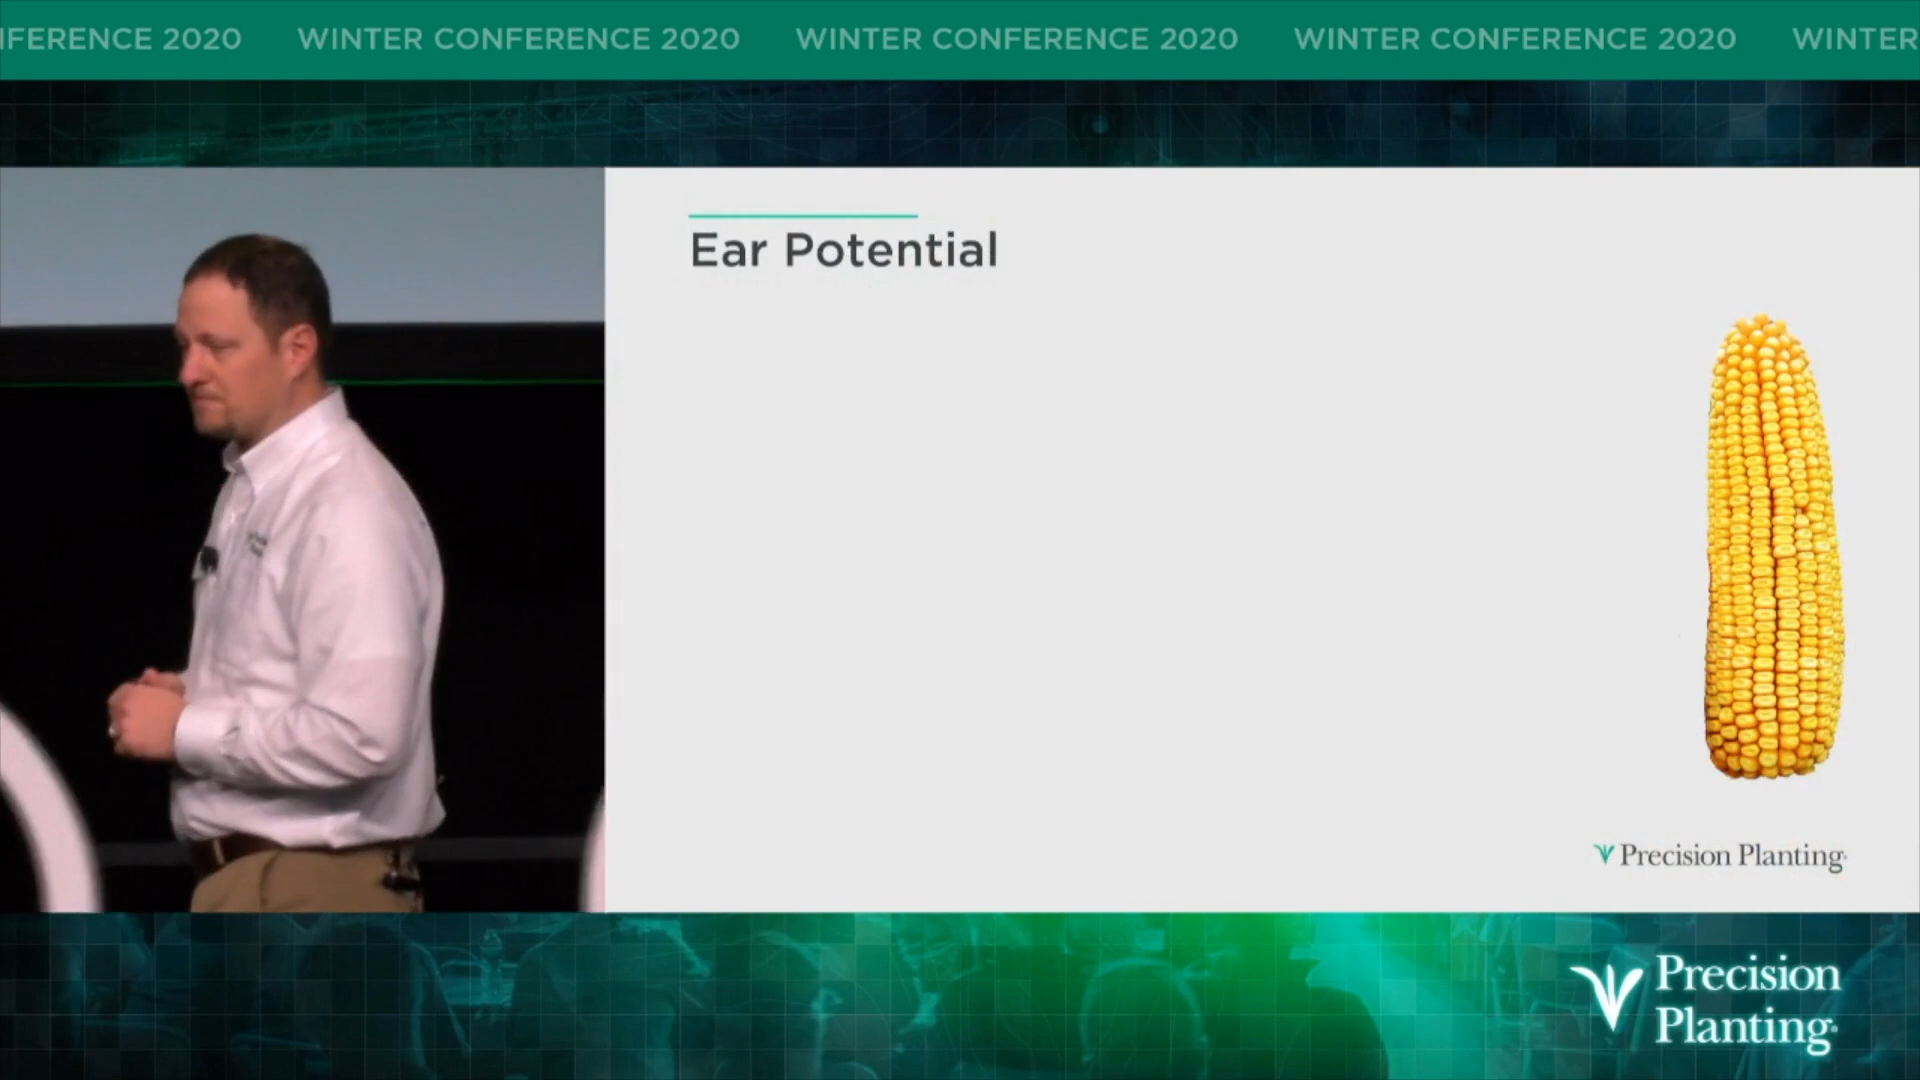 IFERENCE 2020 WINTER CONFERENCE 2020 WINTER CONFERENCE 2020 WINTER CONFERENCE 2020 WINTER
Ear Potential
Precision Planting
Precision
Planting